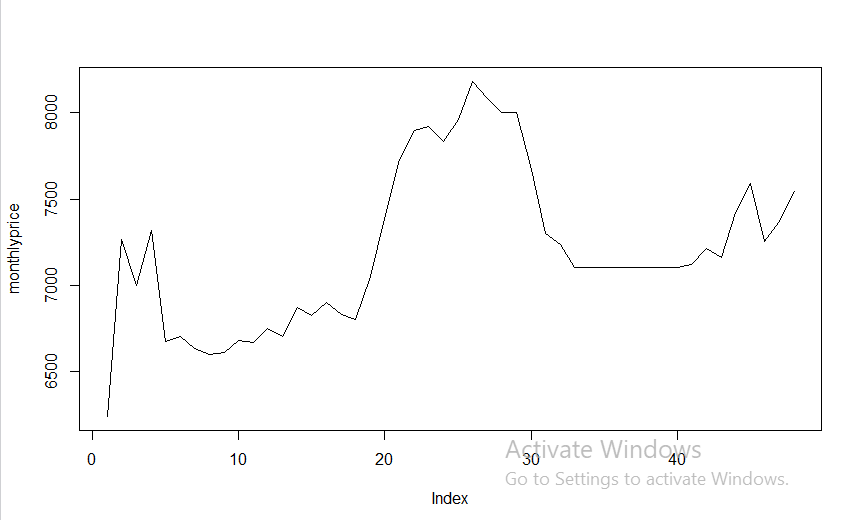 monthlyprice
8000
7500
7000
6500
0 10 20 30 40
Index
Activate Windows
Go to Settings to activate Windows.